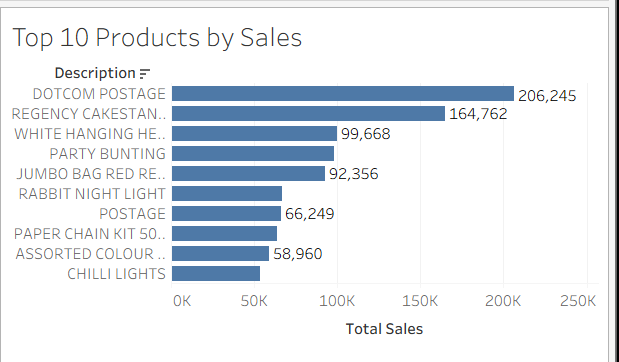 Top 10 Products by Sales
Description
DOTCOM POSTAGE 206,245
REGENCY CAKESTAN.. 164,762
WHITE HANGING HE.. 99,668
PARTY BUNTING
JUMBO BAG RED RE.. 92,356
RABBIT NIGHT LIGHT
POSTAGE 66,249
PAPER CHAIN KIT 50..
ASSORTED COLOUR .. 58,960
CHILLI LIGHTS
0K 50K 100K 150K 200K 250K
Total Sales